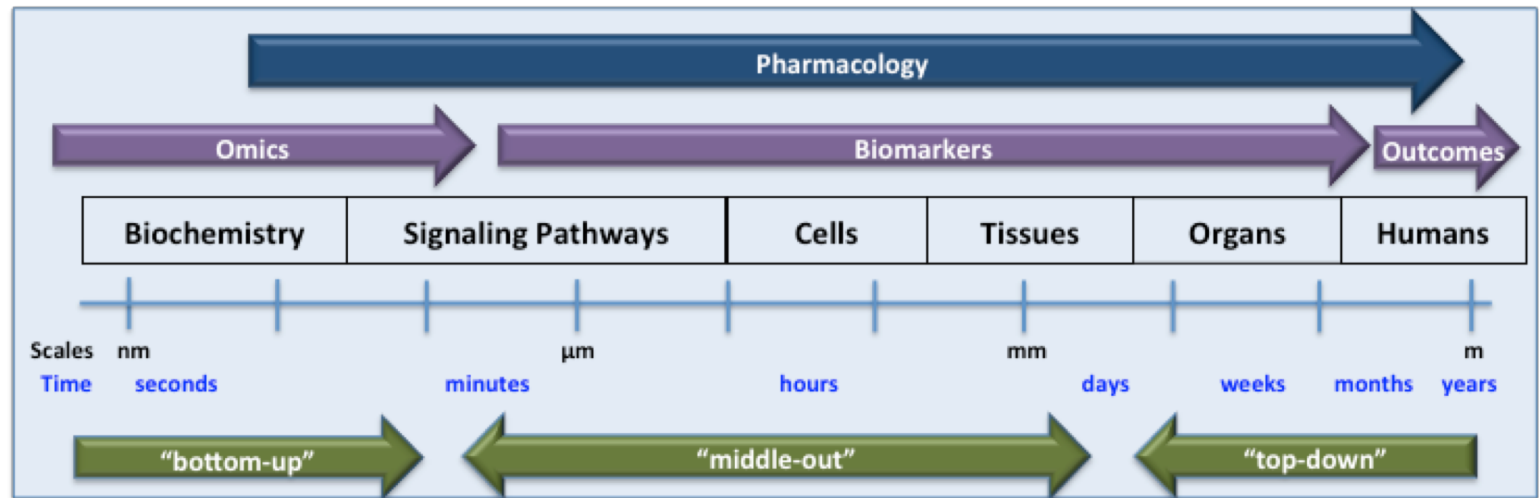 Pharmacology
Omics Biomarkers Outcomes
Biochemistry Signaling Pathways Cells Tissues Organs Humans
Scales nm µm mm m
Time seconds minutes hours days weeks months years
“bottom-up” “middle-out” “top-down”